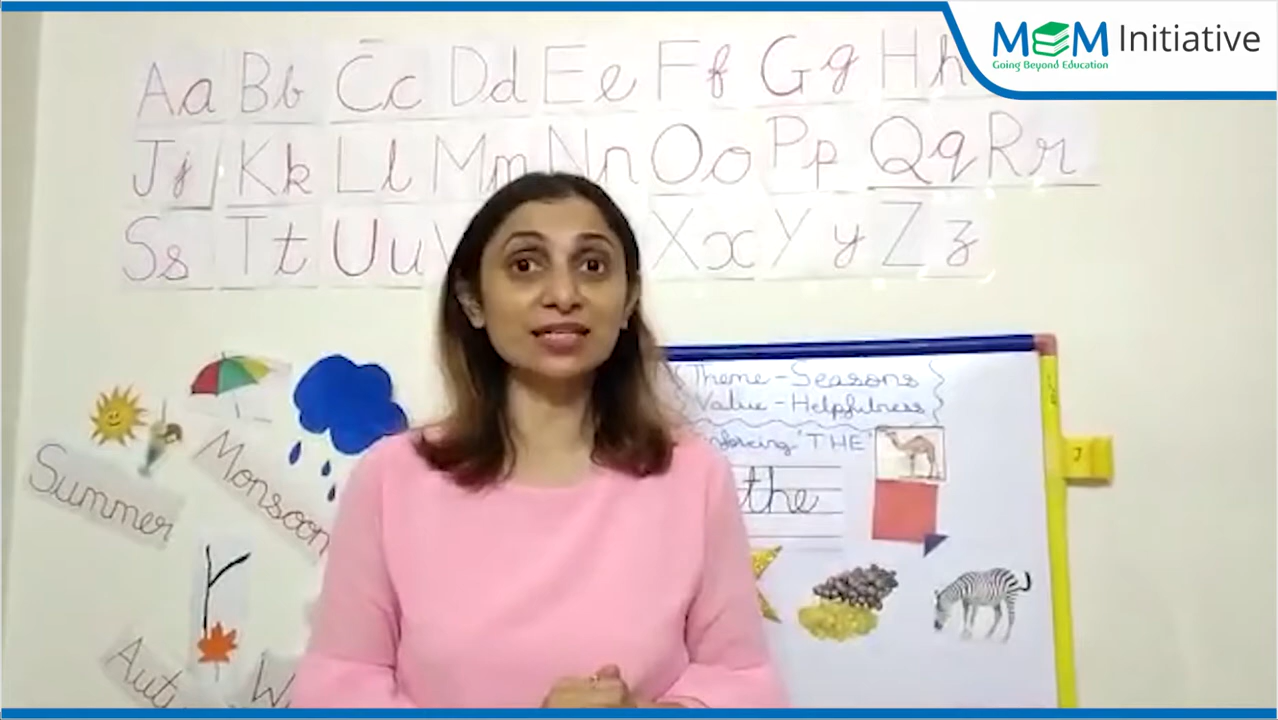 MEM Initiative
Going Beyond Education
Aa Bb Cc Dd Ee Ff Gg Hh
Jj Kk Ll Mm Nn Oo Pp Qq Rr
Ss Tt Uu Xx Yy Zz
Theme - Seasons
Value - Helpfulness
'THE'
the
Summer
Monsoon